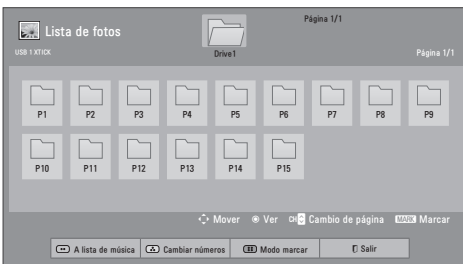 Página 1/1
Lista de fotos
USB 1 XTICK
Drive1
Página 1/1
P1 P2 P3 P4 P5 P6 P7 P8 P9
P10 P11 P12 P13 P14 P15
Mover Ver CH Cambio de página MARK Marcar
A lista de música Cambiar números Modo marcar Salir